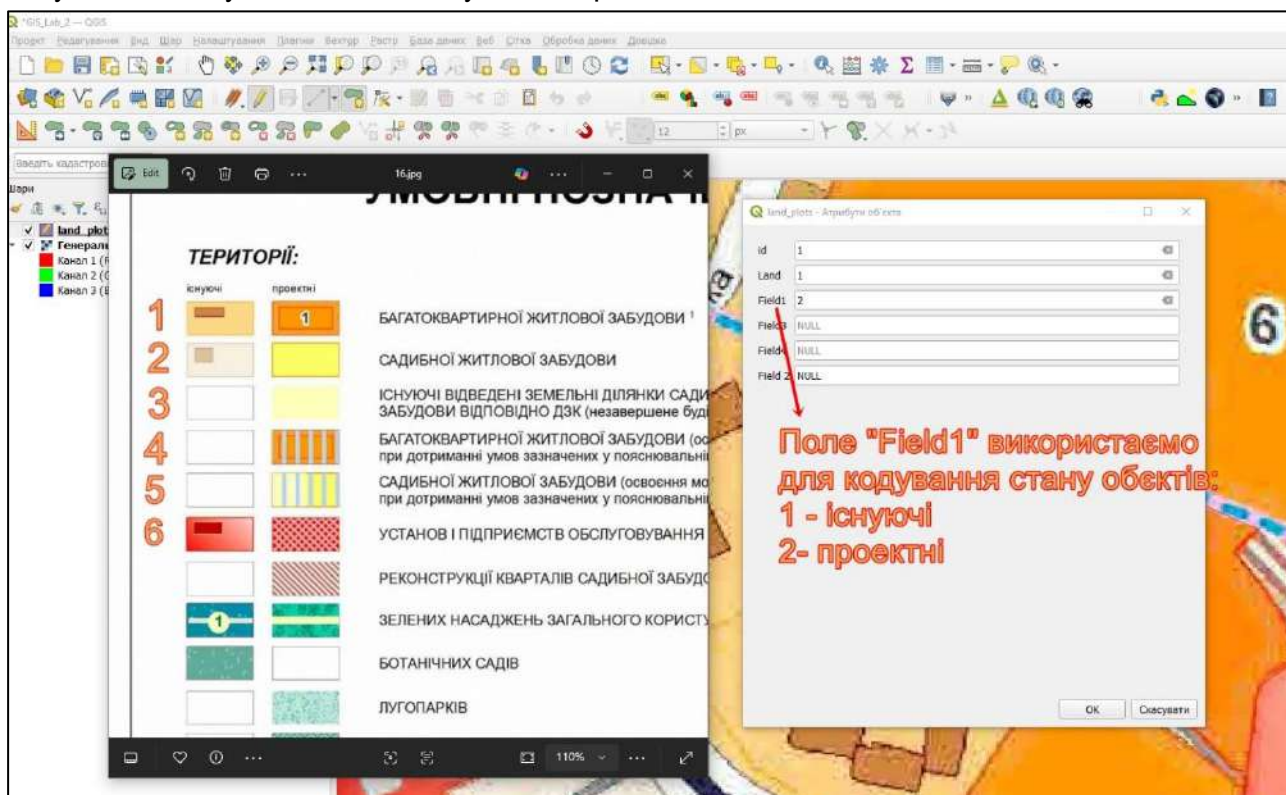 *GIS_Lab_2 — QGIS
Проект Редагування Вид Шар Налаштування Плагіни Вектор Растр База даних Веб Сітка Обробка даних Довідка
12
px
Введіть кадастров
Шари
land_plot
Генераль
Канал 1 (
Канал 2 (
Канал 3 (
Edit
16.jpg
ТЕРИТОРІЇ:
існуючі проектні
1 1 БАГАТОКВАРТИРНОЇ ЖИТЛОВОЇ ЗАБУДОВИ ¹
2 САДИБНОЇ ЖИТЛОВОЇ ЗАБУДОВИ
3 ІСНУЮЧІ ВІДВЕДЕНІ ЗЕМЕЛЬНІ ДІЛЯНКИ САДИ
ЗАБУДОВИ ВІДПОВІДНО ДЗК (незавершене буді
4 БАГАТОКВАРТИРНОЇ ЖИТЛОВОЇ ЗАБУДОВИ (ос
при дотриманні умов зазначених у пояснювальні
5 САДИБНОЇ ЖИТЛОВОЇ ЗАБУДОВИ (освоєння мо
при дотриманні умов зазначених у пояснювальні
6 УСТАНОВ І ПІДПРИЄМСТВ ОБСЛУГОВУВАННЯ
РЕКОНСТРУКЦІЇ КВАРТАЛІВ САДИБНОЇ ЗАБУДО
1 ЗЕЛЕНИХ НАСАДЖЕНЬ ЗАГАЛЬНОГО КОРИСТУ
БОТАНІЧНИХ САДІВ
ЛУГОПАРКІВ
110%
land_plots - Атрибути об'єкта
id 1
Land 1
Field1 2
Field3 NULL
Field4 NULL
Field 2 NULL
Поле "Field1" використаємо
для кодування стану обєктів:
1 - існуючі
2- проектні
OK Скасувати
6